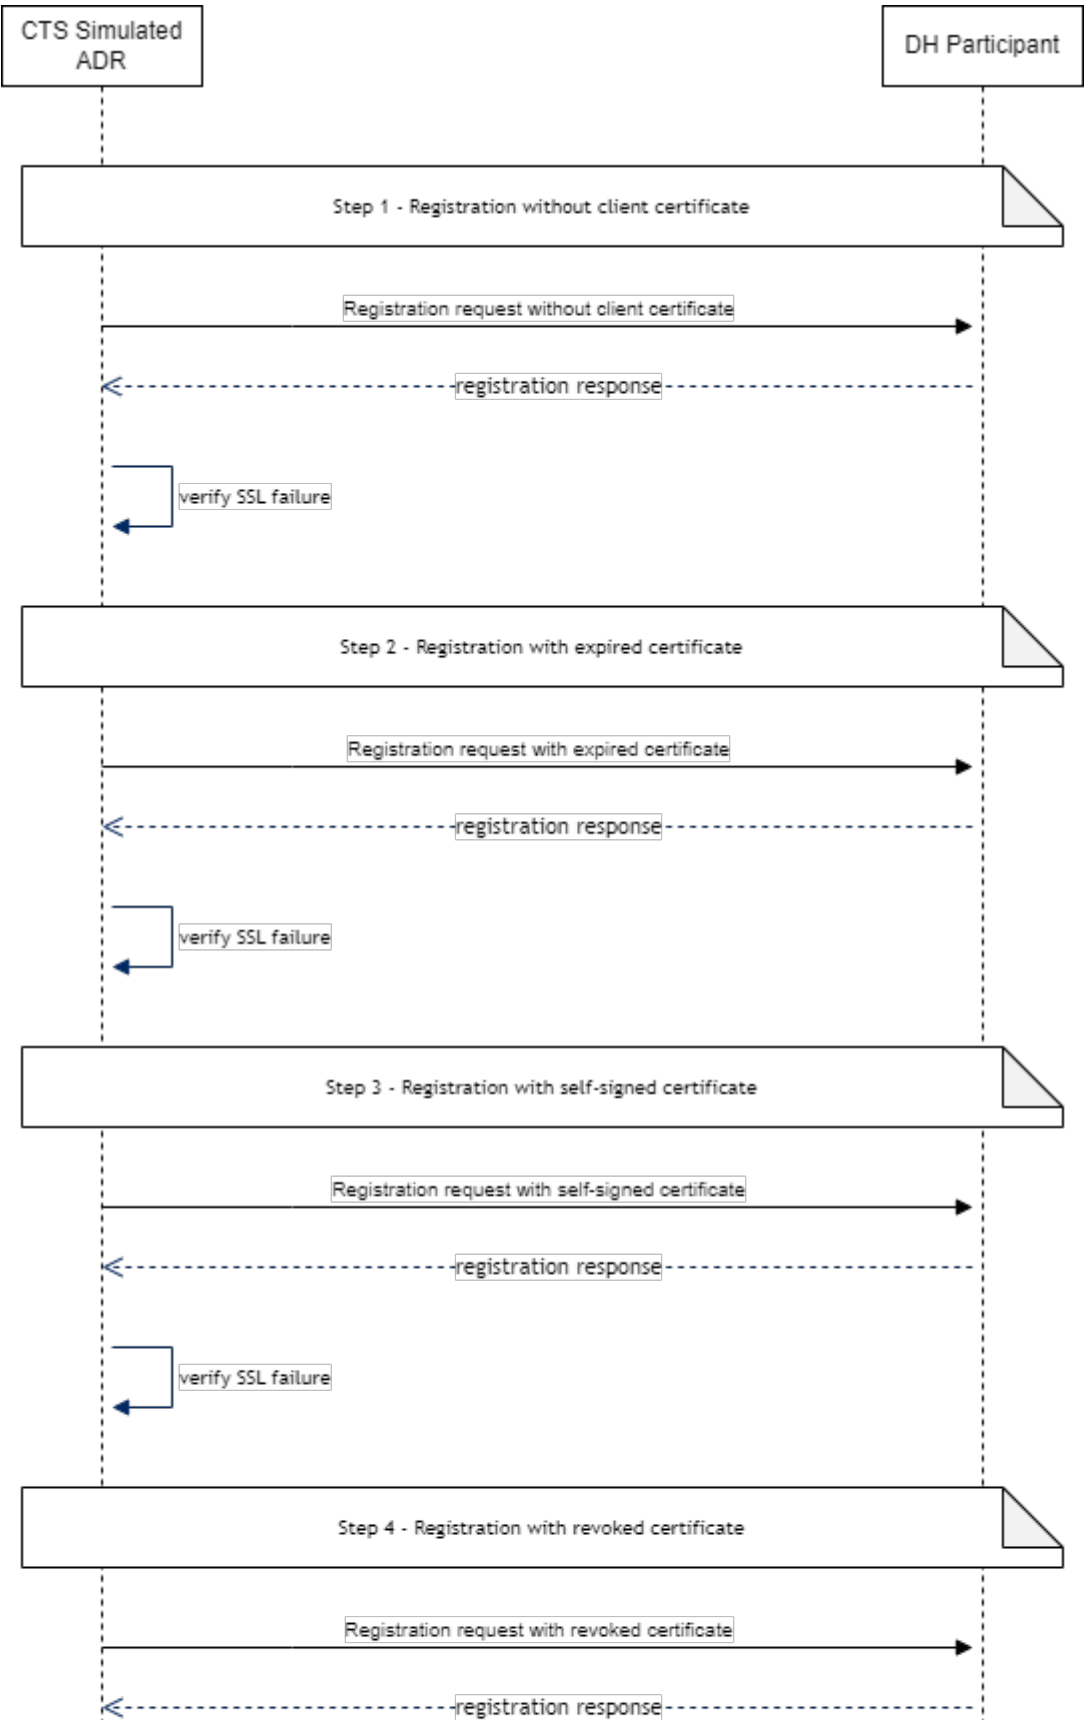 CTS Simulated
ADR
DH Participant
Step 1 - Registration without client certificate
Registration request without client certificate
registration response
verify SSL failure
Step 2 - Registration with expired certificate
Registration request with expired certificate
registration response
verify SSL failure
Step 3 - Registration with self-signed certificate
Registration request with self-signed certificate
registration response
verify SSL failure
Step 4 - Registration with revoked certificate
Registration request with revoked certificate
registration response